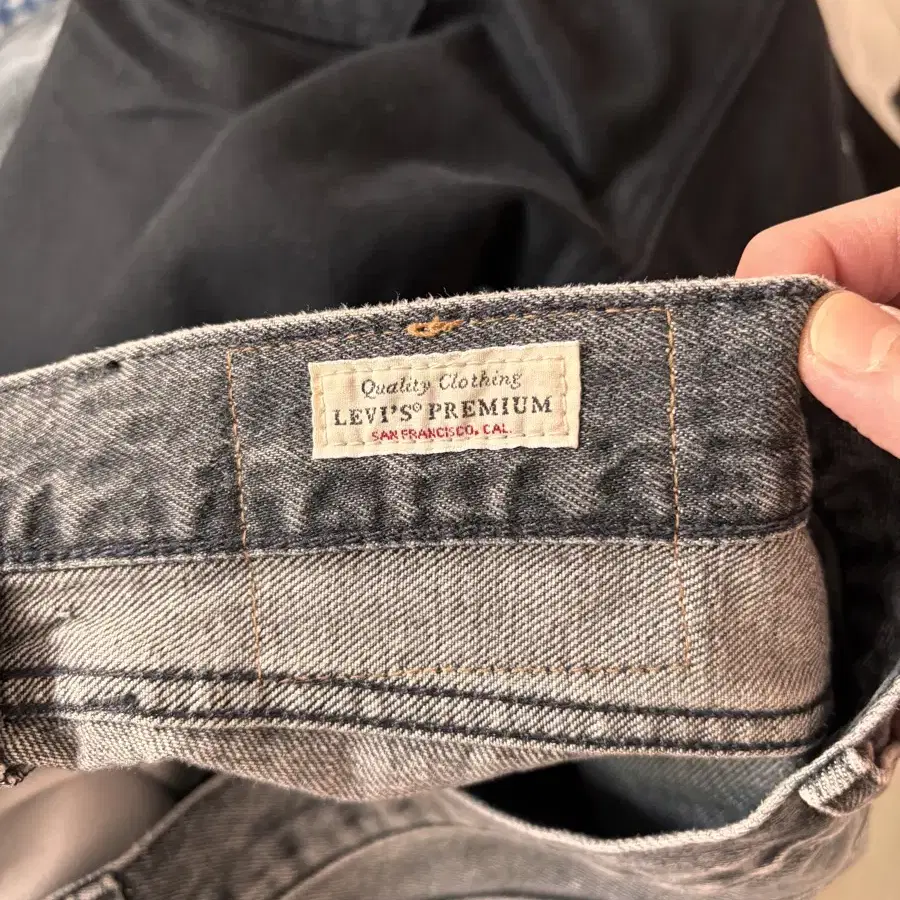 Quality Clothing
LEVI'S® PREMIUM
SAN FRANCISCO, CAL.